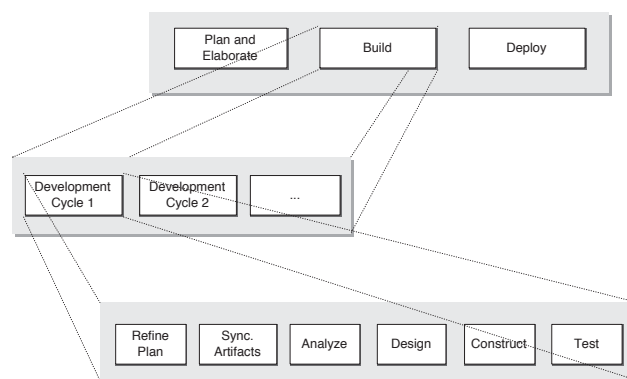 Plan and
Elaborate
Build
Deploy
Development
Cycle 1
Development
Cycle 2
...
Refine
Plan
Sync.
Artifacts
Analyze
Design
Construct
Test